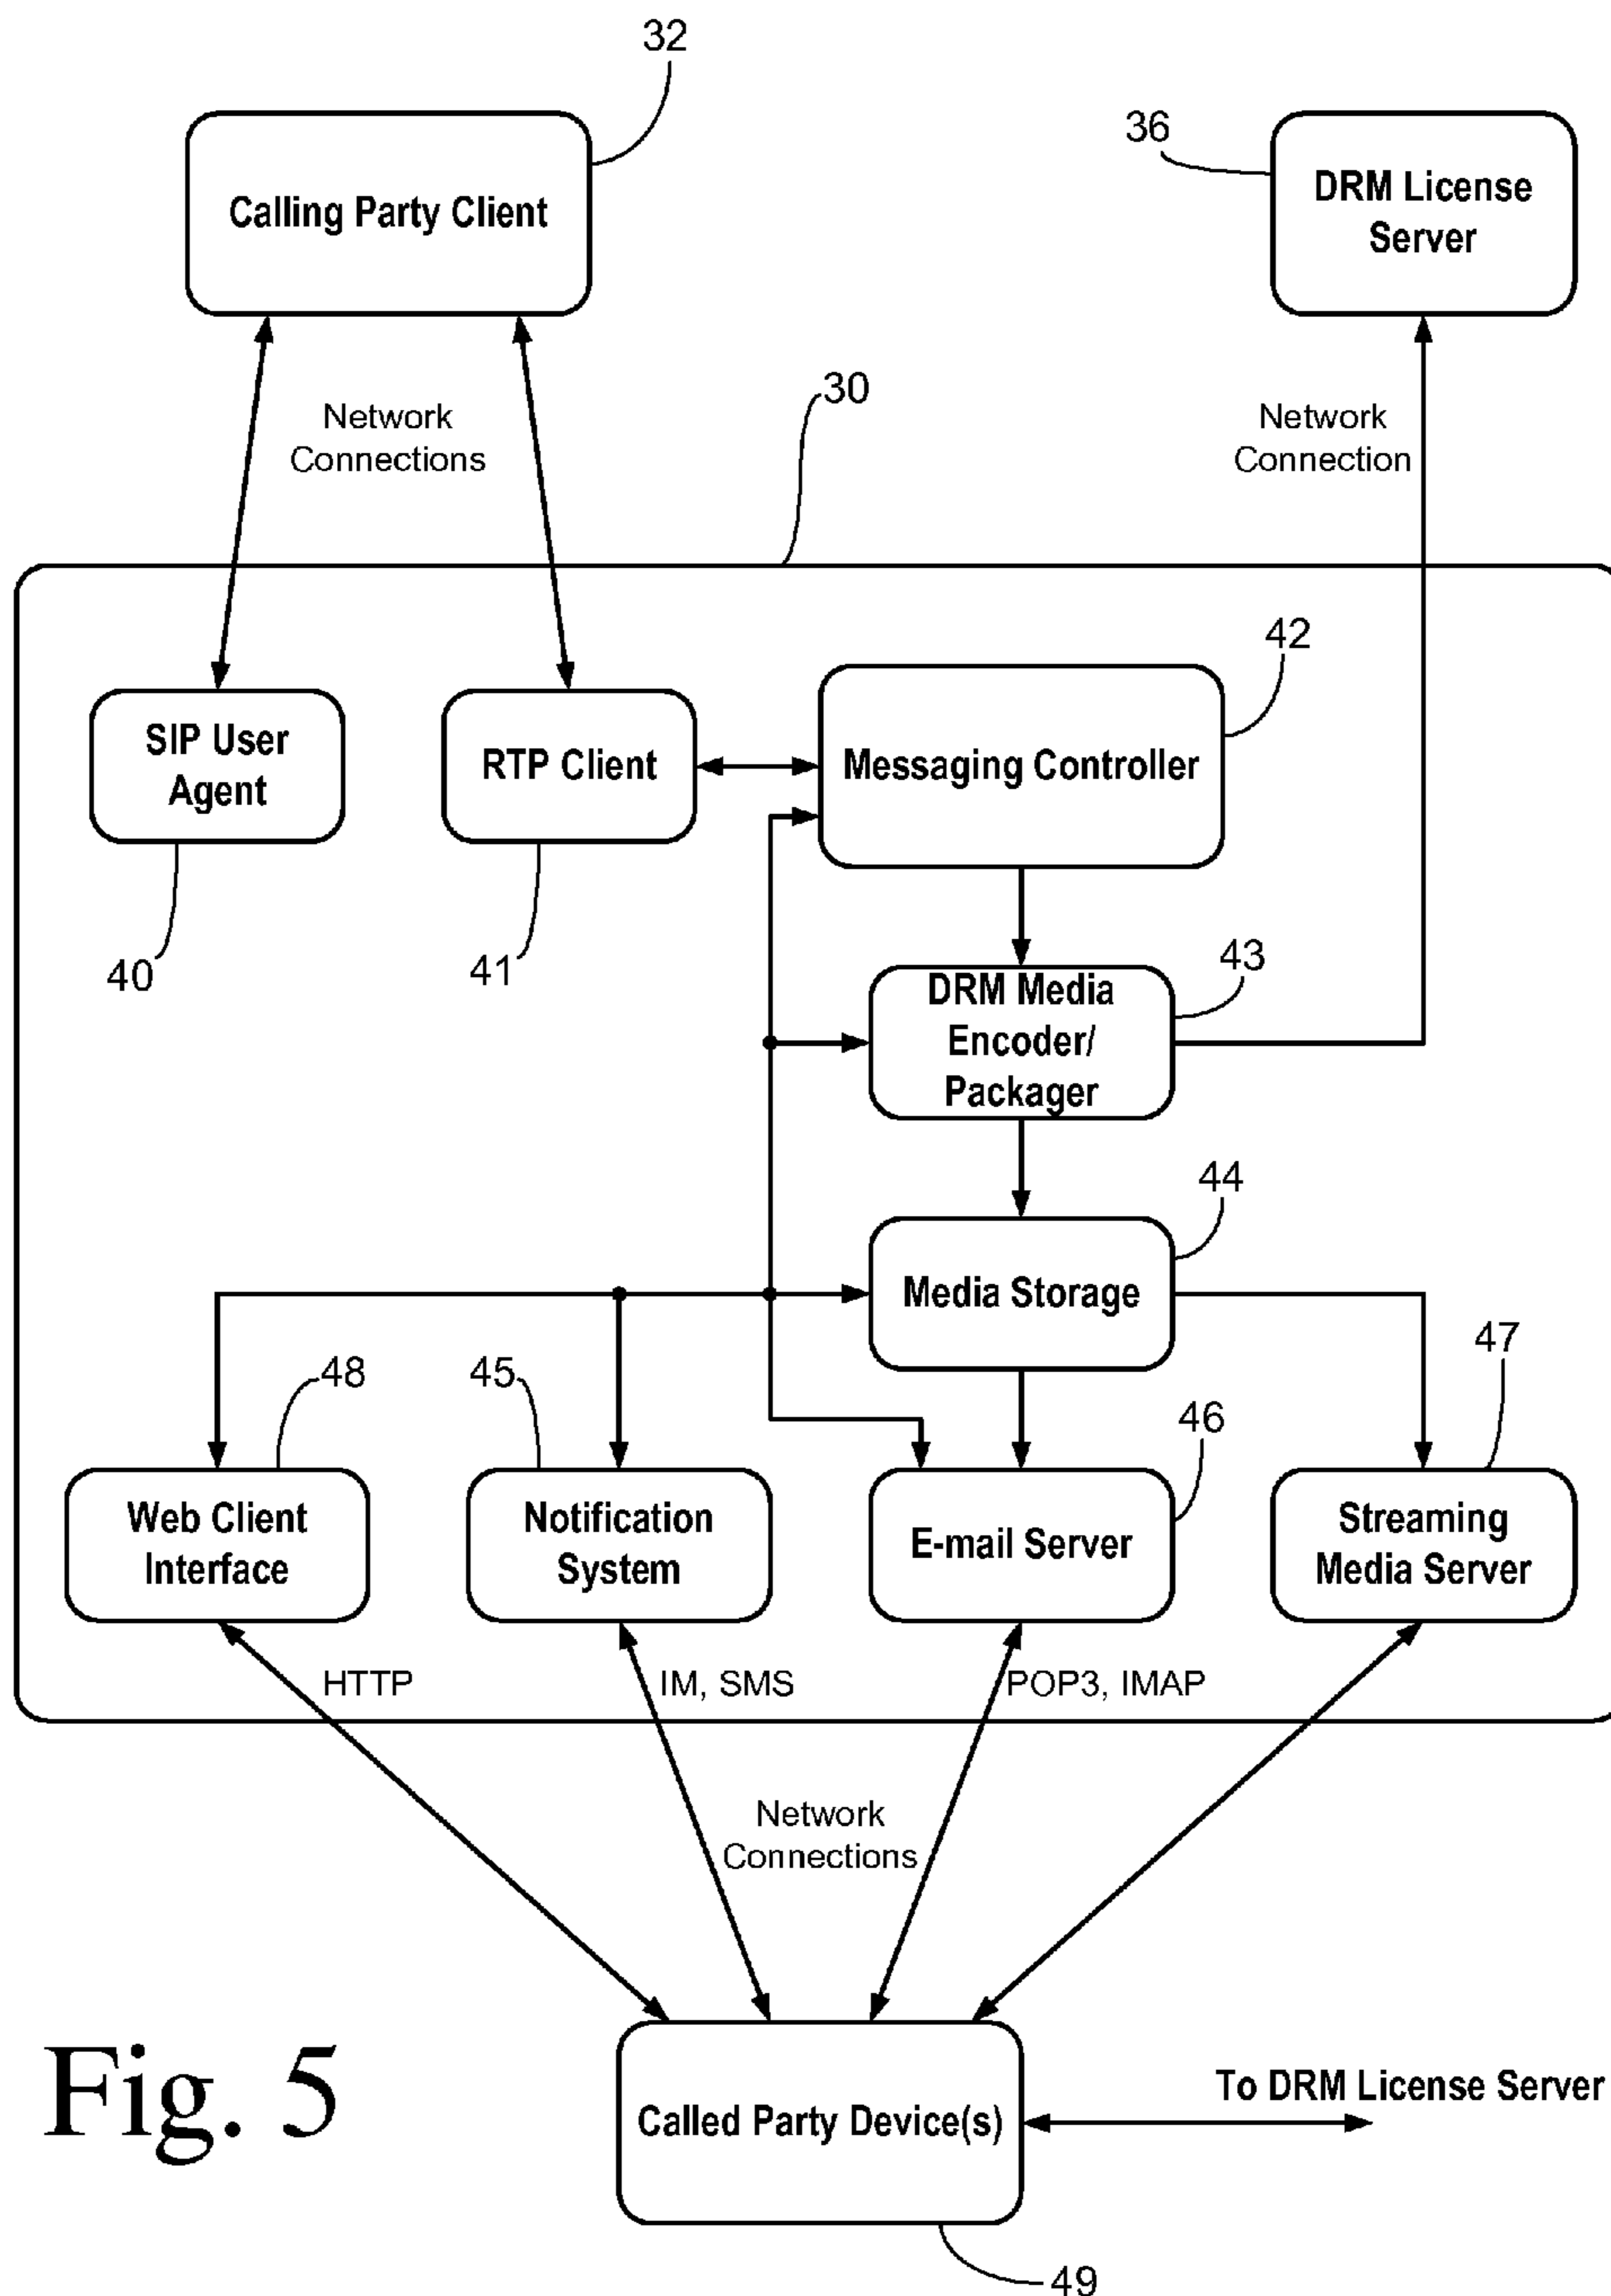 32
36
Calling Party Client
DRM License
Server
30
Network
Connections
Network
Connection
42
SIP User
Agent
RTP Client
Messaging Controller
40
41
43
DRM Media
Encoder/
Packager
44
Media Storage
47
48
45
46
Web Client
Interface
Notification
System
E-mail Server
Streaming
Media Server
HTTP
IM, SMS
POP3, IMAP
Network
Connections
Fig. 5
To DRM License Server
Called Party Device(s)
49